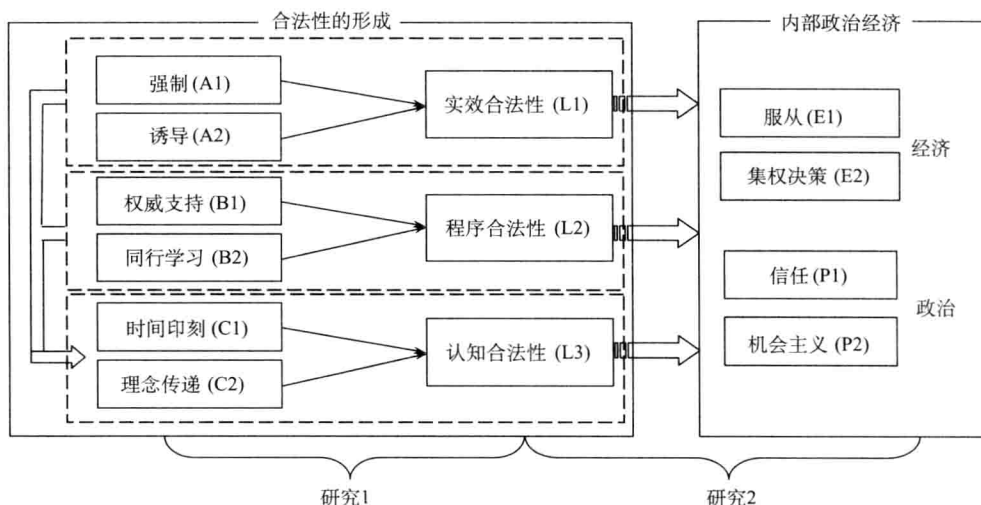 合法性的形成
内部政治经济
强制 (A1)
诱导 (A2)
实效合法性 (L1)
权威支持 (B1)
同行学习 (B2)
程序合法性 (L2)
时间印刻 (C1)
理念传递 (C2)
认知合法性 (L3)
服从 (E1)
集权决策 (E2)
经济
信任 (P1)
机会主义 (P2)
政治
研究1
研究2